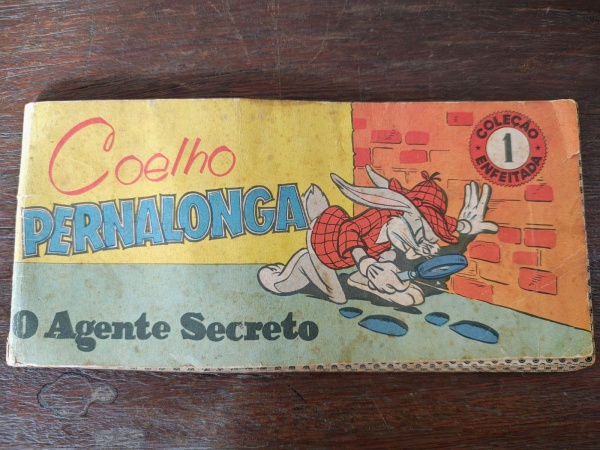 Coelho
PERNALONGA
O Agente Secreto
COLEÇÃO
1
ENFEITADA